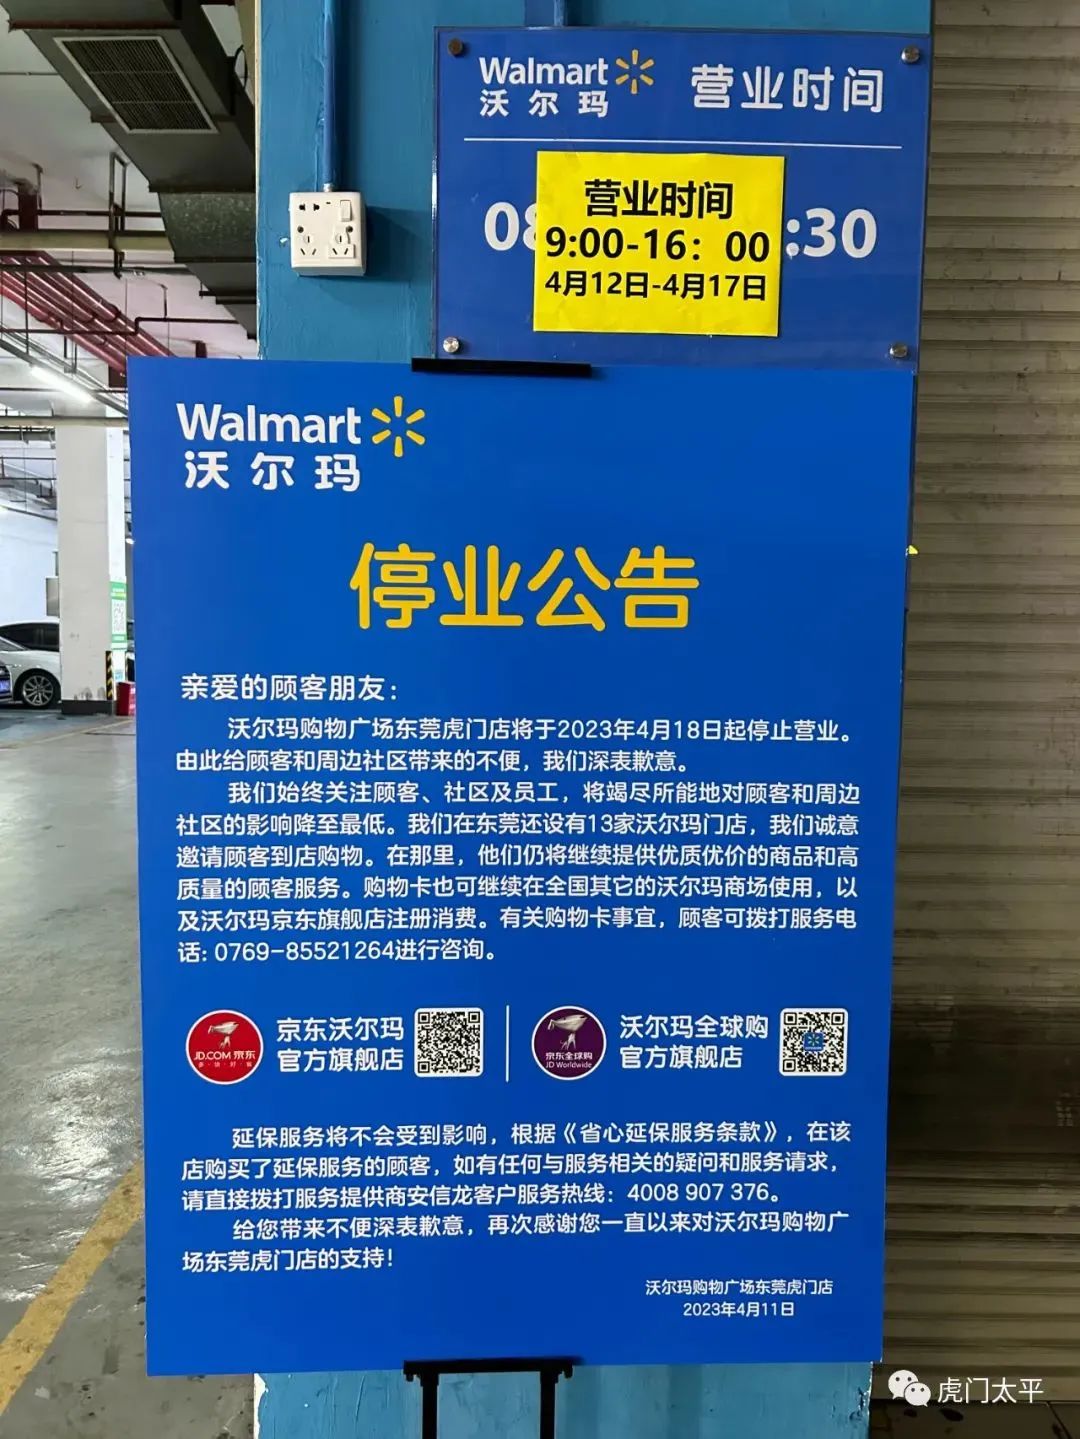 Walmart
沃尔玛
营业时间
08
:30
营业时间
9:00-16：00
4月12日-4月17日
Walmart
沃尔玛
停业公告
亲爱的顾客朋友：
沃尔玛购物广场东莞虎门店将于2023年4月18日起停止营业。
由此给顾客和周边社区带来的不便，我们深表歉意。
我们始终关注顾客、社区及员工，将竭尽所能地对顾客和周边
社区的影响降至最低。我们在东莞还设有13家沃尔玛门店，我们诚意
邀请顾客到店购物。在那里，他们仍将继续提供优质优价的商品和高
质量的顾客服务。购物卡也可继续在全国其它的沃尔玛商场使用，以
及沃尔玛京东旗舰店注册消费。有关购物卡事宜，顾客可拨打服务电
话: 0769-85521264进行咨询。
JD.COM 京东
多·快·好·省
京东沃尔玛
官方旗舰店
京东全球购
JD Worldwide
沃尔玛全球购
官方旗舰店
延保服务将不会受到影响，根据《省心延保服务条款》，在该
店购买了延保服务的顾客，如有任何与服务相关的疑问和服务请求，
请直接拨打服务提供商安信龙客户服务热线：4008 907 376。
给您带来不便深表歉意，再次感谢您一直以来对沃尔玛购物广
场东莞虎门店的支持！
沃尔玛购物广场东莞虎门店
2023年4月11日
虎门太平